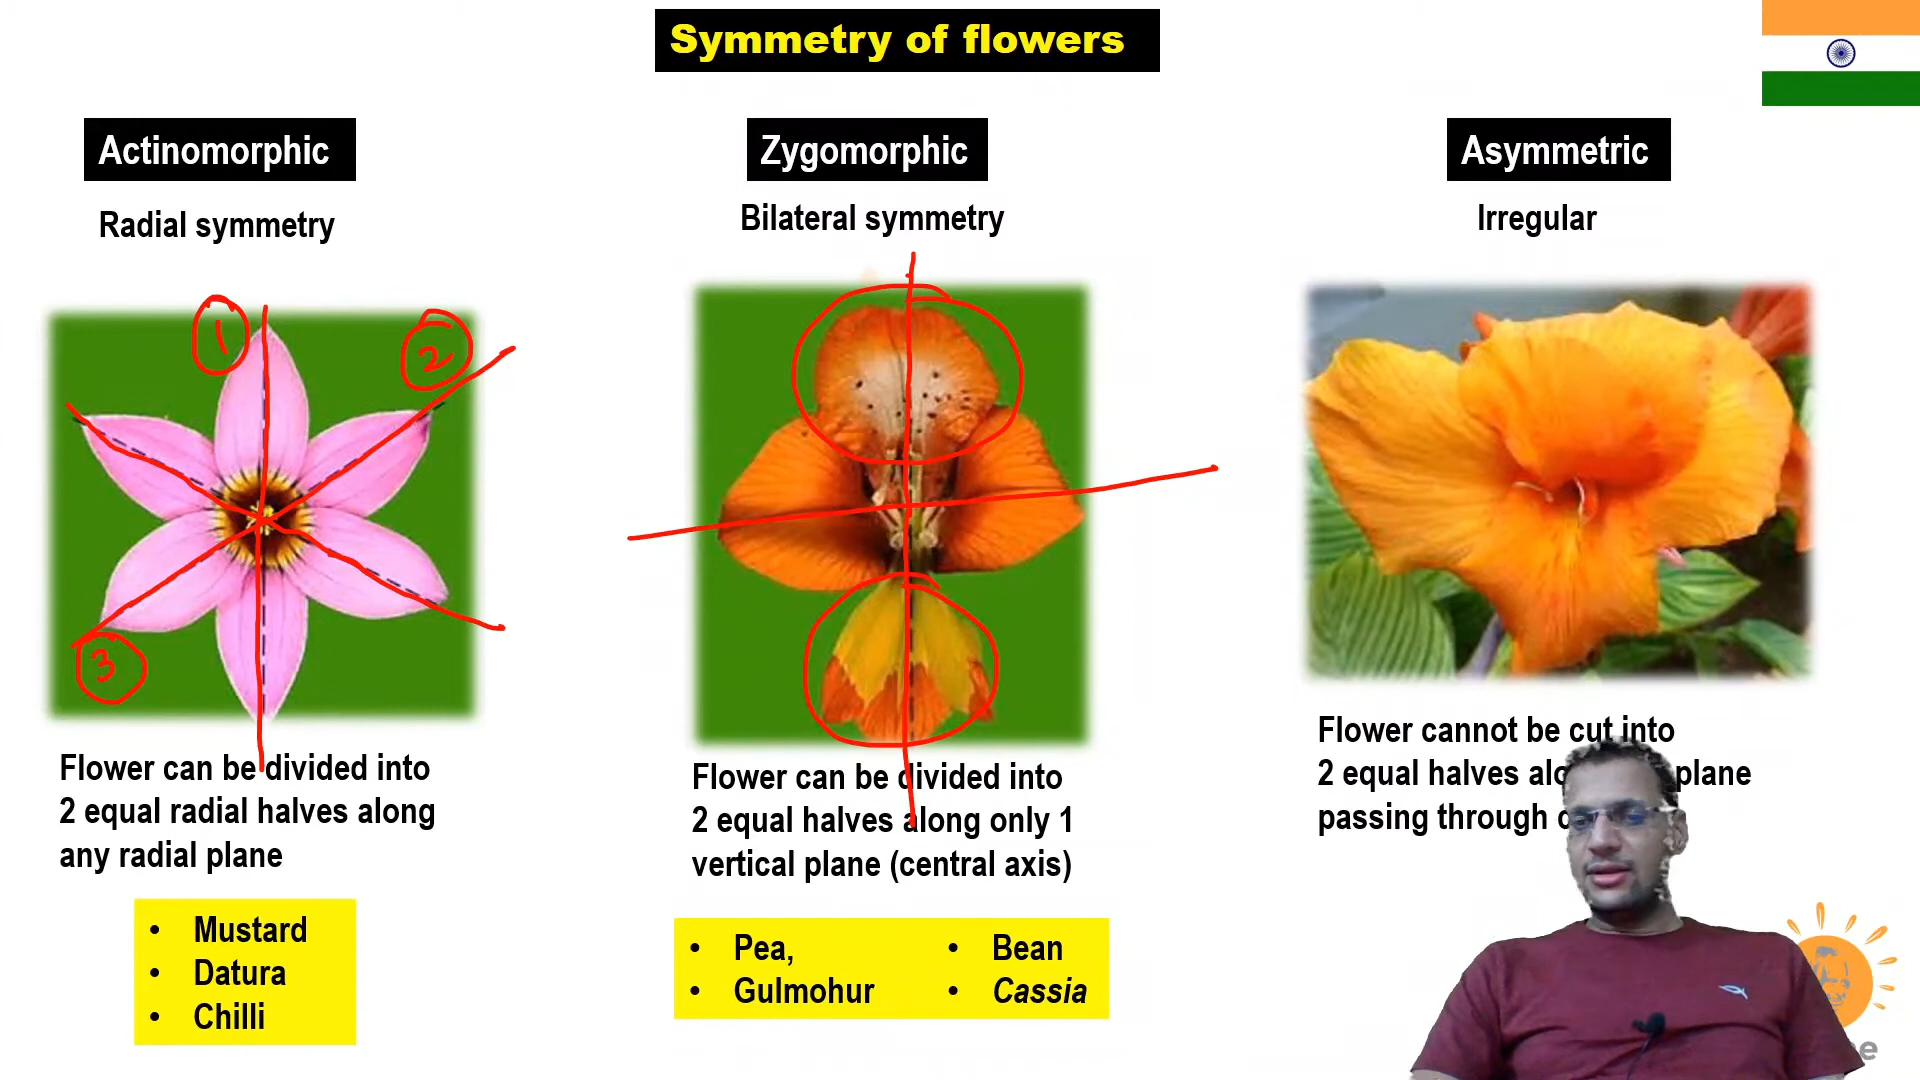 Symmetry of flowers
Actinomorphic
Radial symmetry
1
2
3
Flower can be divided into
2 equal radial halves along
any radial plane
• Mustard
• Datura
• Chilli
Zygomorphic
Bilateral symmetry
Flower can be divided into
2 equal halves along only 1
vertical plane (central axis)
• Pea,
• Gulmohur
• Bean
• Cassia
Asymmetric
Irregular
Flower cannot be cut into
2 equal halves plane
passing through